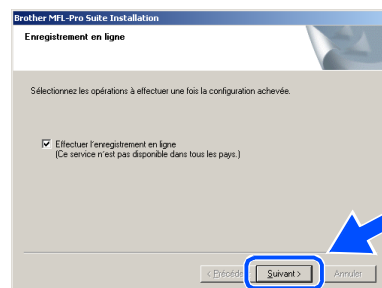 Brother MFL-Pro Suite Installation
Enregistrement en ligne
Sélectionnez les opérations à effectuer une fois la configuration achevée.
Effectuer l'enregistrement en ligne
(Ce service n'est pas disponible dans tous les pays.)
< Précéde
Suivant >
Annuler